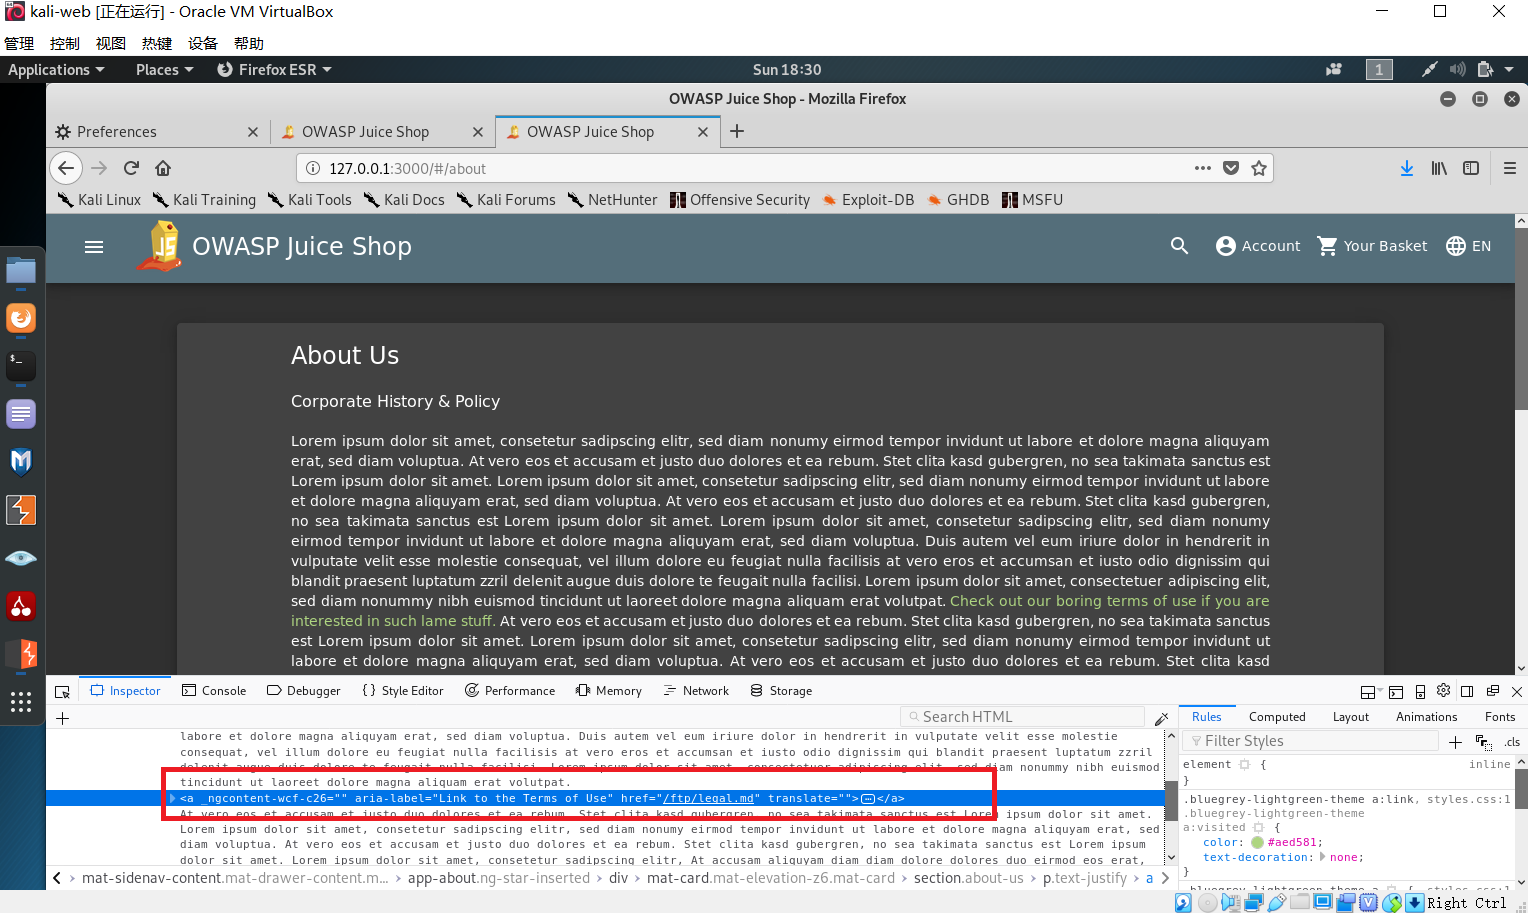 kali-web [正在运行] - Oracle VM VirtualBox
管理 控制 视图 热键 设备 帮助
Applications Places Firefox ESR Sun 18:30 1
OWASP Juice Shop - Mozilla Firefox
Preferences OWASP Juice Shop OWASP Juice Shop
127.0.0.1:3000/#/about
Kali Linux Kali Training Kali Tools Kali Docs Kali Forums NetHunter Offensive Security Exploit-DB GHDB MSFU
OWASP Juice Shop Account Your Basket EN
About Us
Corporate History & Policy
Lorem ipsum dolor sit amet, consetetur sadipscing elitr, sed diam nonumy eirmod tempor invidunt ut labore et dolore magna aliquyam
erat, sed diam voluptua. At vero eos et accusam et justo duo dolores et ea rebum. Stet clita kasd gubergren, no sea takimata sanctus est
Lorem ipsum dolor sit amet. Lorem ipsum dolor sit amet, consetetur sadipscing elitr, sed diam nonumy eirmod tempor invidunt ut labore
et dolore magna aliquyam erat, sed diam voluptua. At vero eos et accusam et justo duo dolores et ea rebum. Stet clita kasd gubergren,
no sea takimata sanctus est Lorem ipsum dolor sit amet. Lorem ipsum dolor sit amet, consetetur sadipscing elitr, sed diam nonumy
eirmod tempor invidunt ut labore et dolore magna aliquyam erat, sed diam voluptua. Duis autem vel eum iriure dolor in hendrerit in
vulputate velit esse molestie consequat, vel illum dolore eu feugiat nulla facilisis at vero eros et accumsan et iusto odio dignissim qui
blandit praesent luptatum zzril delenit augue duis dolore te feugait nulla facilisi. Lorem ipsum dolor sit amet, consectetuer adipiscing elit,
sed diam nonummy nibh euismod tincidunt ut laoreet dolore magna aliquam erat volutpat. Check out our boring terms of use if you are
interested in such lame stuff. At vero eos et accusam et justo duo dolores et ea rebum. Stet clita kasd gubergren, no sea takimata sanctus
est Lorem ipsum dolor sit amet. Lorem ipsum dolor sit amet, consetetur sadipscing elitr, sed diam nonumy eirmod tempor invidunt ut
labore et dolore magna aliquyam erat, sed diam voluptua. At vero eos et accusam et justo duo dolores et ea rebum. Stet clita kasd
Inspector Console Debugger {} Style Editor Performance Memory Network Storage
Search HTML
Rules Computed Layout Animations Fonts
Filter Styles .cls
labore et dolore magna aliquyam erat, sed diam voluptua. Duis autem vel eum iriure dolor in hendrerit in vulputate velit esse molestie
consequat, vel illum dolore eu feugiat nulla facilisis at vero eros et accumsan et iusto odio dignissim qui blandit praesent luptatum zzril
delenit augue duis dolore te feugait nulla facilisi. Lorem ipsum dolor sit amet, consectetuer adipiscing elit, sed diam nonummy nibh euismod
tincidunt ut laoreet dolore magna aliquam erat volutpat.
<a _ngcontent-wcf-c26="" aria-label="Link to the Terms of Use" href="/ftp/legal.md" translate="">…</a>
At vero eos et accusam et justo duo dolores et ea rebum. Stet clita kasd gubergren, no sea takimata sanctus est Lorem ipsum dolor sit amet.
Lorem ipsum dolor sit amet, consetetur sadipscing elitr, sed diam nonumy eirmod tempor invidunt ut labore et dolore magna aliquyam erat, sed
diam voluptua. At vero eos et accusam et justo duo dolores et ea rebum. Stet clita kasd gubergren, no sea takimata sanctus est Lorem ipsum
dolor sit amet. Lorem ipsum dolor sit amet, consetetur sadipscing elitr, At accusam aliquyam diam diam dolore dolores duo eirmod eos erat,
element { inline
}
.bluegrey-lightgreen-theme a:link, styles.css:1
.bluegrey-lightgreen-theme
a:visited {
color: #aed581;
text-decoration: none;
}
.bluegrey-lightgreen-theme a { styles.css:1
mat-sidenav-content.mat-drawer-content.m... app-about.ng-star-inserted div mat-card.mat-elevation-z6.mat-card section.about-us p.text-justify a
Right Ctrl